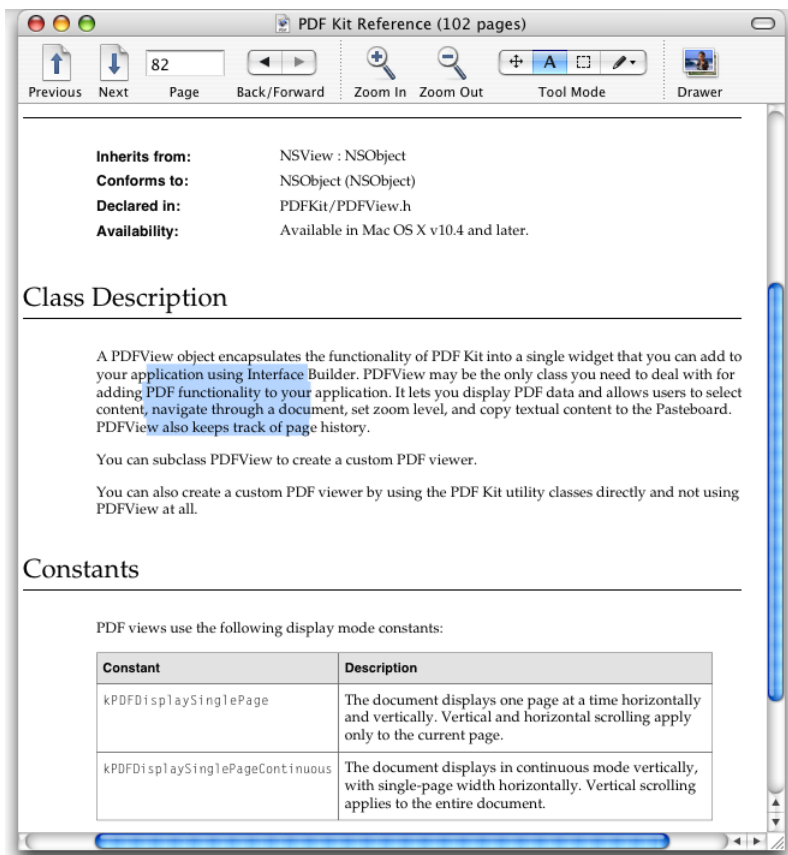 PDF Kit Reference (102 pages)
82
Previous Next Page Back/Forward Zoom In Zoom Out Tool Mode Drawer
A
Inherits from: NSView : NSObject
Conforms to: NSObject (NSObject)
Declared in: PDFKit/PDFView.h
Availability: Available in Mac OS X v10.4 and later.
Class Description
A PDFView object encapsulates the functionality of PDF Kit into a single widget that you can add to
your application using Interface Builder. PDFView may be the only class you need to deal with for
adding PDF functionality to your application. It lets you display PDF data and allows users to select
content, navigate through a document, set zoom level, and copy textual content to the Pasteboard.
PDFView also keeps track of page history.
You can subclass PDFView to create a custom PDF viewer.
You can also create a custom PDF viewer by using the PDF Kit utility classes directly and not using
PDFView at all.
Constants
PDF views use the following display mode constants:
Constant Description
kPDFDisplaySinglePage The document displays one page at a time horizontally
and vertically. Vertical and horizontal scrolling apply
only to the current page.
kPDFDisplaySinglePageContinuous The document displays in continuous mode vertically,
with single-page width horizontally. Vertical scrolling
applies to the entire document.